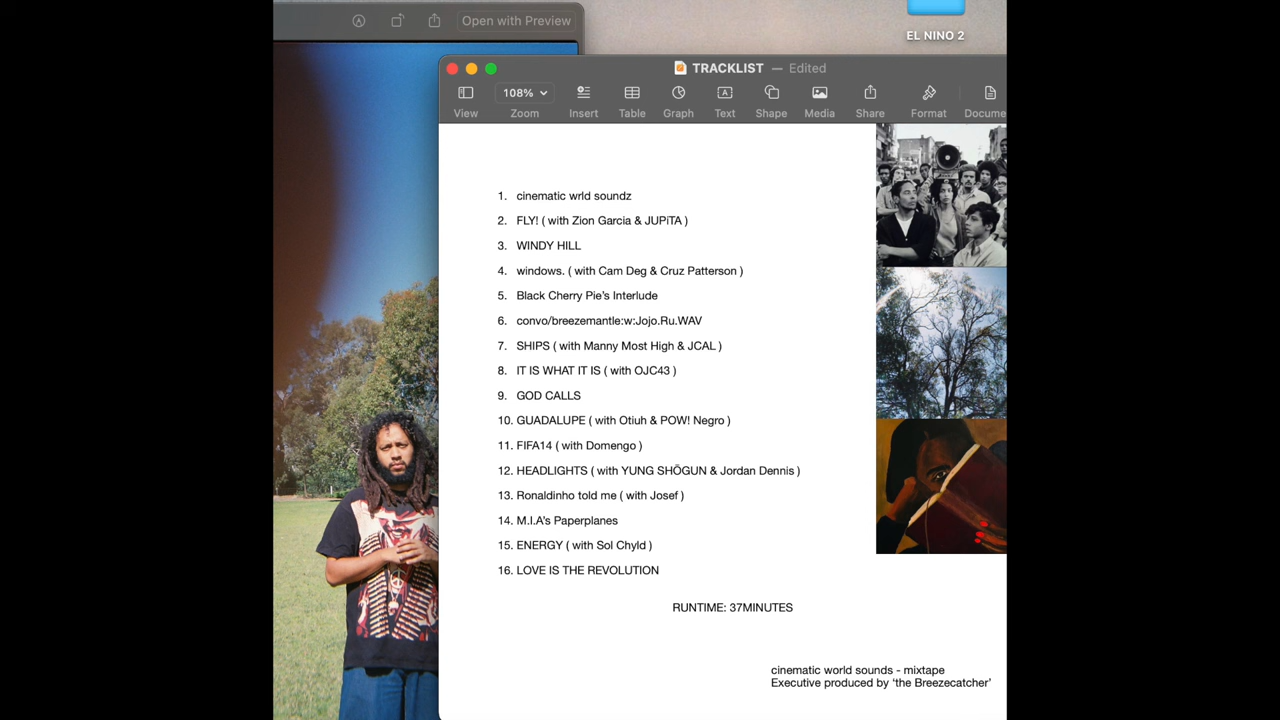 Open with Preview
EL NINO 2
TRACKLIST — Edited
108%
View Zoom Insert Table Graph Text Shape Media Share Format Docume
1. cinematic wrld soundz
2. FLY! ( with Zion Garcia & JUPiTA )
3. WINDY HILL
4. windows. ( with Cam Deg & Cruz Patterson )
5. Black Cherry Pie’s Interlude
6. convo/breezemantle:w:Jojo.Ru.WAV
7. SHIPS ( with Manny Most High & JCAL )
8. IT IS WHAT IT IS ( with OJC43 )
9. GOD CALLS
10. GUADALUPE ( with Otiuh & POW! Negro )
11. FIFA14 ( with Domengo )
12. HEADLIGHTS ( with YUNG SHŌGUN & Jordan Dennis )
13. Ronaldinho told me ( with Josef )
14. M.I.A’s Paperplanes
15. ENERGY ( with Sol Chyld )
16. LOVE IS THE REVOLUTION
RUNTIME: 37MINUTES
cinematic world sounds - mixtape
Executive produced by ‘the Breezecatcher’